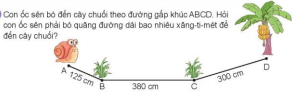 Con ốc sên bò đến cây chuối theo đường gấp khúc ABCD. Hỏi
con ốc sên phải bò quãng đường dài bao nhiêu xăng-ti-mét để
đến cây chuối?
A 125 cm B 380 cm C 300 cm D